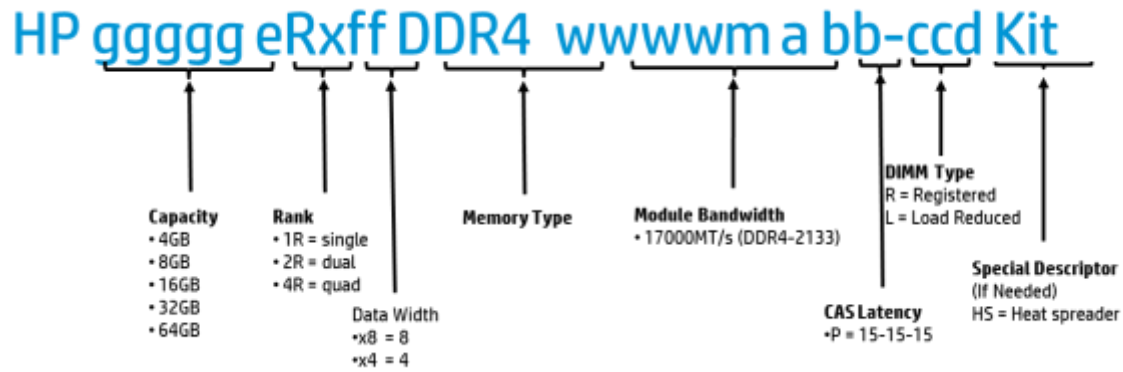 HP ggggg eRxff DDR4 wwwwm a bb-ccd Kit
Capacity
• 4GB
• 8GB
• 16GB
• 32GB
• 64GB
Rank
• 1R = single
• 2R = dual
• 4R = quad
Data Width
•x8 = 8
•x4 = 4
Memory Type
Module Bandwidth
• 17000MT/s (DDR4-2133)
CAS Latency
•P = 15-15-15
DIMM Type
R = Registered
L = Load Reduced
Special Descriptor
(If Needed)
HS = Heat spreader